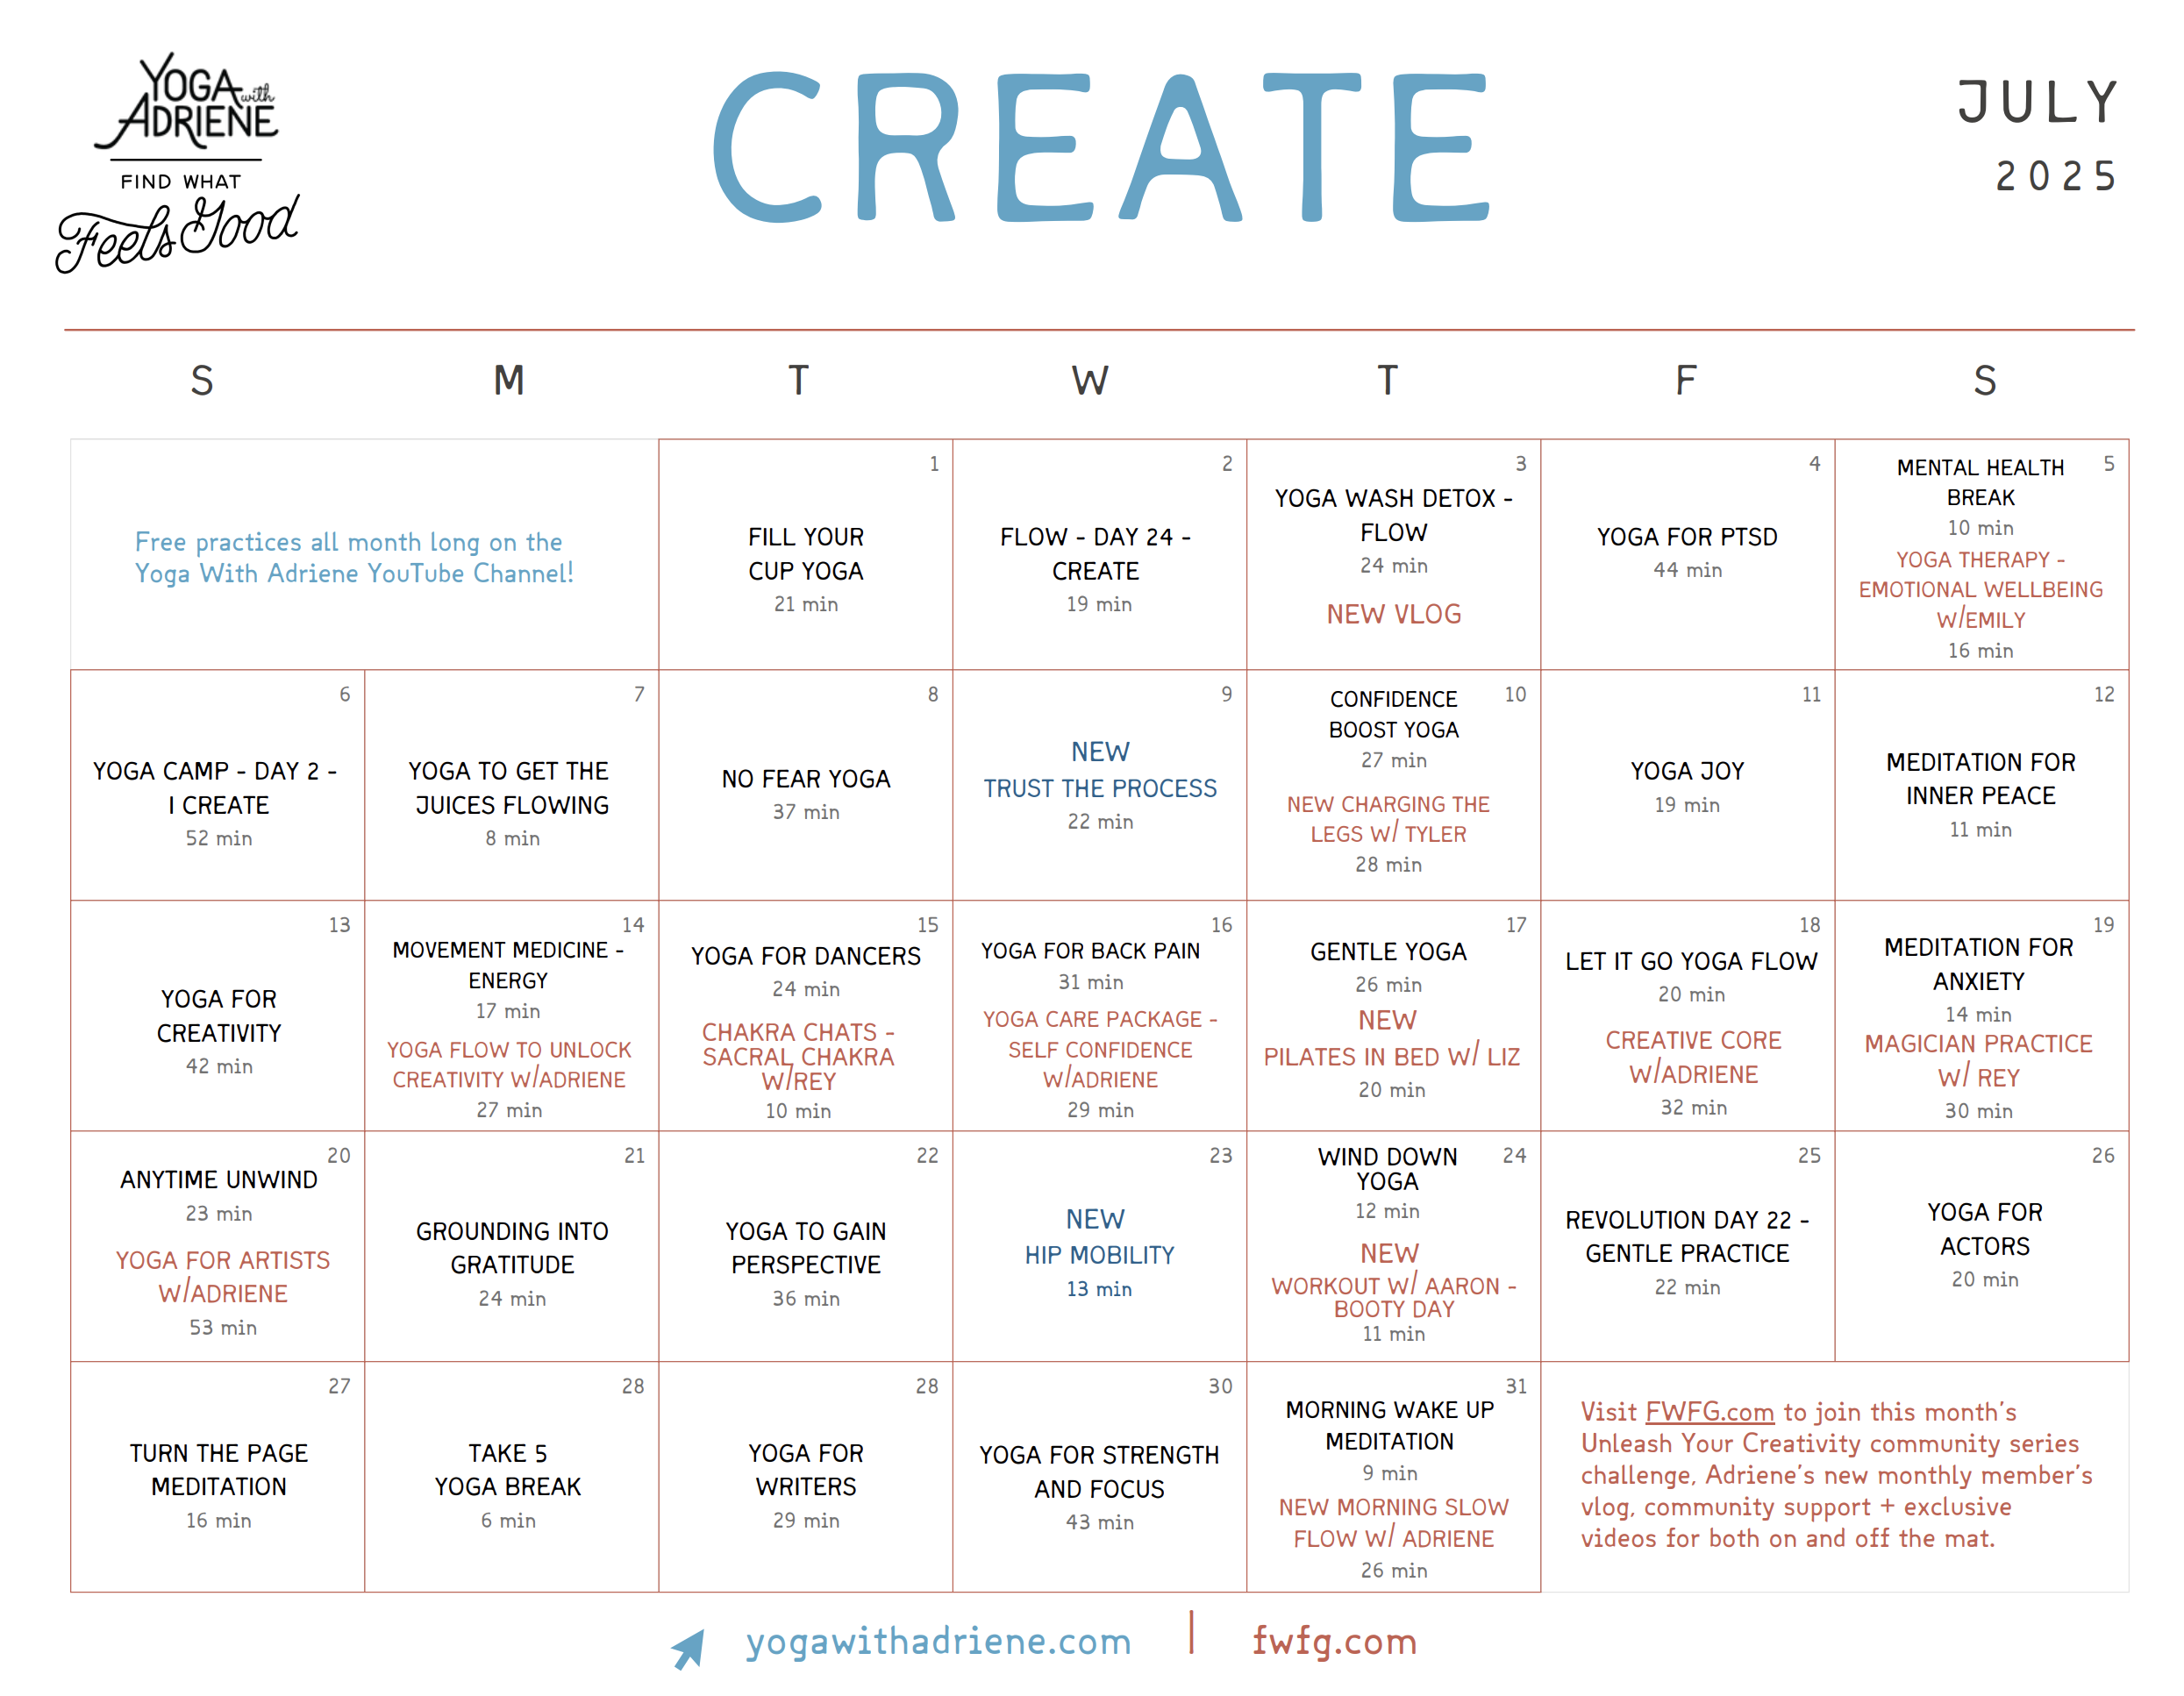 YOGA with
ADRIENE
FIND WHAT
Feels Good
CREATE
JULY
2025
S M T W T F S
Free practices all month long on the
Yoga With Adriene YouTube Channel!
1
FILL YOUR
CUP YOGA
21 min
2
FLOW - DAY 24 -
CREATE
19 min
3
YOGA WASH DETOX -
FLOW
24 min
NEW VLOG
4
YOGA FOR PTSD
44 min
5
MENTAL HEALTH
BREAK
10 min
YOGA THERAPY -
EMOTIONAL WELLBEING
W/EMILY
16 min
6
YOGA CAMP - DAY 2 -
I CREATE
52 min
7
YOGA TO GET THE
JUICES FLOWING
8 min
8
NO FEAR YOGA
37 min
9
NEW
TRUST THE PROCESS
22 min
10
CONFIDENCE
BOOST YOGA
27 min
NEW CHARGING THE
LEGS W/ TYLER
28 min
11
YOGA JOY
19 min
12
MEDITATION FOR
INNER PEACE
11 min
13
YOGA FOR
CREATIVITY
42 min
14
MOVEMENT MEDICINE -
ENERGY
17 min
YOGA FLOW TO UNLOCK
CREATIVITY W/ADRIENE
27 min
15
YOGA FOR DANCERS
24 min
CHAKRA CHATS -
SACRAL CHAKRA
W/REY
10 min
16
YOGA FOR BACK PAIN
31 min
YOGA CARE PACKAGE -
SELF CONFIDENCE
W/ADRIENE
29 min
17
GENTLE YOGA
26 min
NEW
PILATES IN BED W/ LIZ
20 min
18
LET IT GO YOGA FLOW
20 min
CREATIVE CORE
W/ADRIENE
32 min
19
MEDITATION FOR
ANXIETY
14 min
MAGICIAN PRACTICE
W/ REY
30 min
20
ANYTIME UNWIND
23 min
YOGA FOR ARTISTS
W/ADRIENE
53 min
21
GROUNDING INTO
GRATITUDE
24 min
22
YOGA TO GAIN
PERSPECTIVE
36 min
23
NEW
HIP MOBILITY
13 min
24
WIND DOWN
YOGA
12 min
NEW
WORKOUT W/ AARON -
BOOTY DAY
11 min
25
REVOLUTION DAY 22 -
GENTLE PRACTICE
22 min
26
YOGA FOR
ACTORS
20 min
27
TURN THE PAGE
MEDITATION
16 min
28
TAKE 5
YOGA BREAK
6 min
28
YOGA FOR
WRITERS
29 min
30
YOGA FOR STRENGTH
AND FOCUS
43 min
31
MORNING WAKE UP
MEDITATION
9 min
NEW MORNING SLOW
FLOW W/ ADRIENE
26 min
Visit FWFG.com to join this month's
Unleash Your Creativity community series
challenge, Adriene's new monthly member's
vlog, community support + exclusive
videos for both on and off the mat.
yogawithadriene.com | fwfg.com